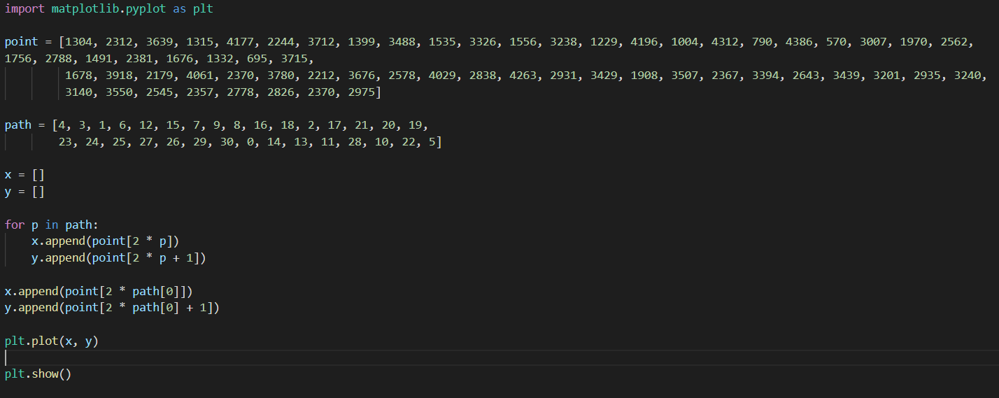 import matplotlib.pyplot as plt
point = [1304, 2312, 3639, 1315, 4177, 2244, 3712, 1399, 3488, 1535, 3326, 1556, 3238, 1229, 4196, 1004, 4312, 790, 4386, 570, 3007, 1970, 2562,
1756, 2788, 1491, 2381, 1676, 1332, 695, 3715,
1678, 3918, 2179, 4061, 2370, 3780, 2212, 3676, 2578, 4029, 2838, 4263, 2931, 3429, 1908, 3507, 2367, 3394, 2643, 3439, 3201, 2935, 3240,
3140, 3550, 2545, 2357, 2778, 2826, 2370, 2975]
path = [4, 3, 1, 6, 12, 15, 7, 9, 8, 16, 18, 2, 17, 21, 20, 19,
23, 24, 25, 27, 26, 29, 30, 0, 14, 13, 11, 28, 10, 22, 5]
x = []
y = []
for p in path:
x.append(point[2 * p])
y.append(point[2 * p + 1])
x.append(point[2 * path[0]])
y.append(point[2 * path[0] + 1])
plt.plot(x, y)
plt.show()